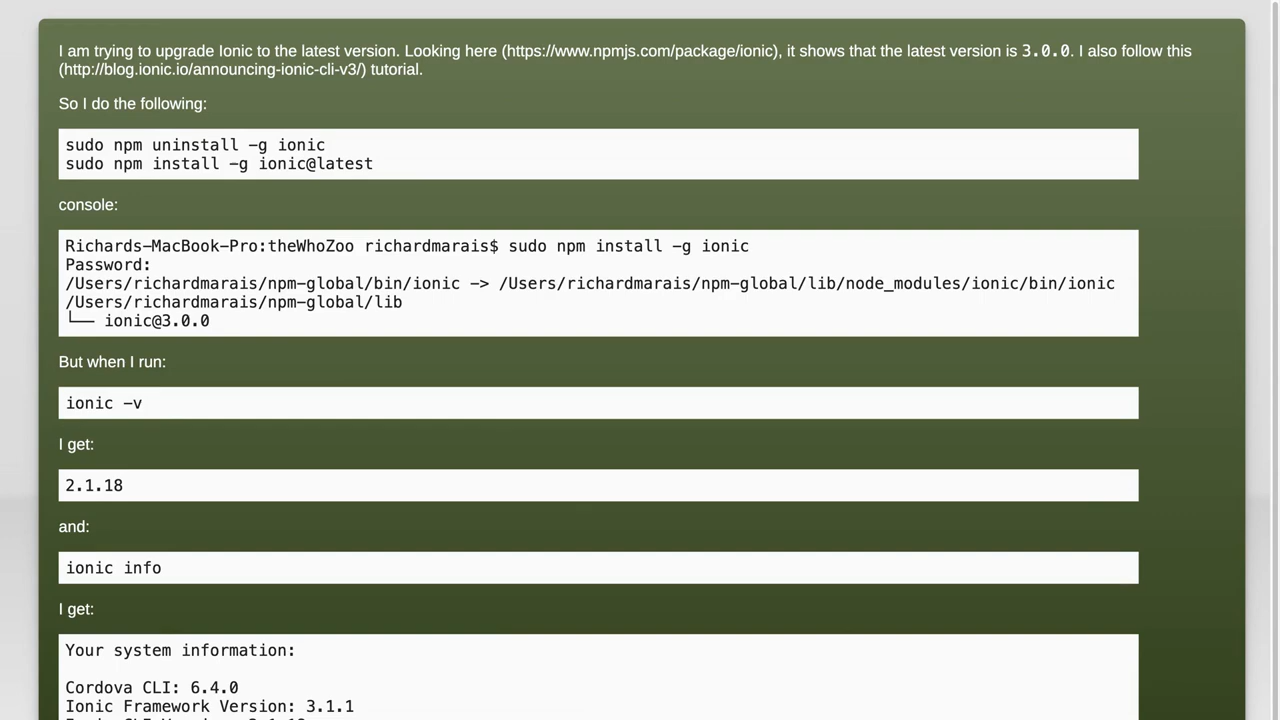 I am trying to upgrade Ionic to the latest version. Looking here (https://www.npmjs.com/package/ionic), it shows that the latest version is 3.0.0. I also follow this
(http://blog.ionic.io/announcing-ionic-cli-v3/) tutorial.
So I do the following:
sudo npm uninstall -g ionic
sudo npm install -g ionic@latest
console:
Richards-MacBook-Pro:theWhoZoo richardmarais$ sudo npm install -g ionic
Password:
/Users/richardmarais/npm-global/bin/ionic -> /Users/richardmarais/npm-global/lib/node_modules/ionic/bin/ionic
/Users/richardmarais/npm-global/lib
└── ionic@3.0.0
But when I run:
ionic -v
I get:
2.1.18
and:
ionic info
I get:
Your system information:
Cordova CLI: 6.4.0
Ionic Framework Version: 3.1.1